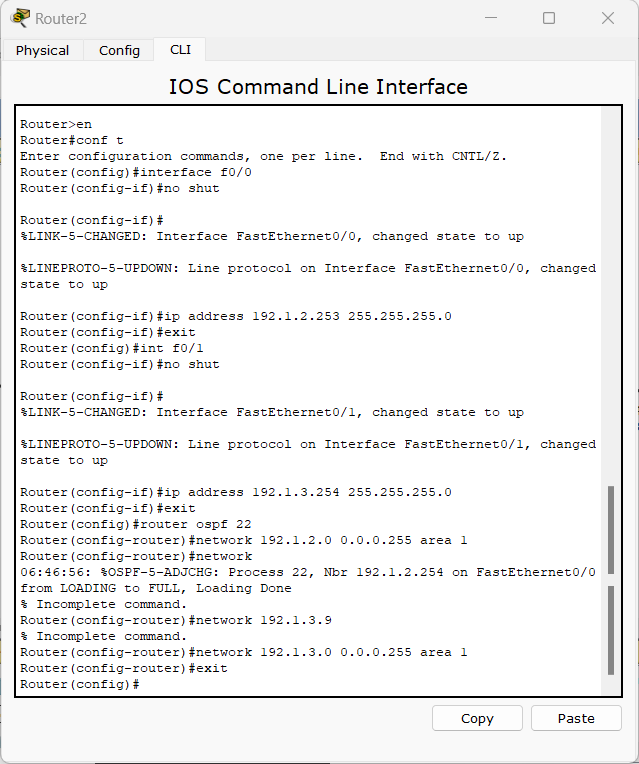 Router2
Physical Config CLI
IOS Command Line Interface
Router>en
Router#conf t
Enter configuration commands, one per line.  End with CNTL/Z.
Router(config)#interface f0/0
Router(config-if)#no shut
Router(config-if)#
%LINK-5-CHANGED: Interface FastEthernet0/0, changed state to up
%LINEPROTO-5-UPDOWN: Line protocol on Interface FastEthernet0/0, changed
state to up
Router(config-if)#ip address 192.1.2.253 255.255.255.0
Router(config-if)#exit
Router(config)#int f0/1
Router(config-if)#no shut
Router(config-if)#
%LINK-5-CHANGED: Interface FastEthernet0/1, changed state to up
%LINEPROTO-5-UPDOWN: Line protocol on Interface FastEthernet0/1, changed
state to up
Router(config-if)#ip address 192.1.3.254 255.255.255.0
Router(config-if)#exit
Router(config)#router ospf 22
Router(config-router)#network 192.1.2.0 0.0.0.255 area 1
Router(config-router)#network
06:46:56: %OSPF-5-ADJCHG: Process 22, Nbr 192.1.2.254 on FastEthernet0/0
from LOADING to FULL, Loading Done
% Incomplete command.
Router(config-router)#network 192.1.3.9
% Incomplete command.
Router(config-router)#network 192.1.3.0 0.0.0.255 area 1
Router(config-router)#exit
Router(config)#
Copy Paste